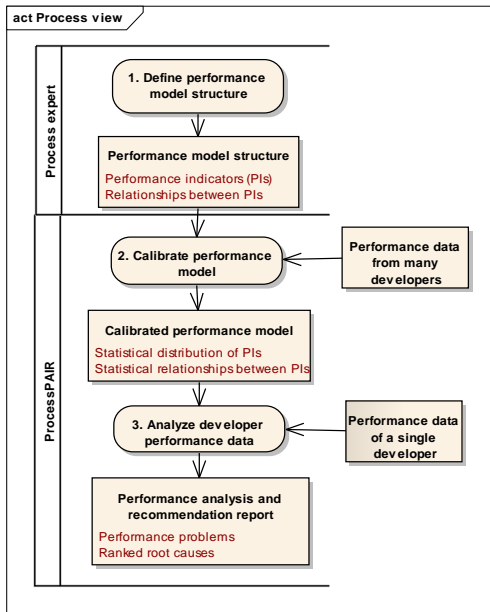 act Process view
Process expert
1. Define performance
model structure
Performance model structure
Performance indicators (PIs)
Relationships between PIs
ProcessPAIR
2. Calibrate performance
model
Performance data
from many
developers
Calibrated performance model
Statistical distribution of PIs
Statistical relationships between PIs
3. Analyze developer
performance data
Performance data
of a single
developer
Performance analysis and
recommendation report
Performance problems
Ranked root causes